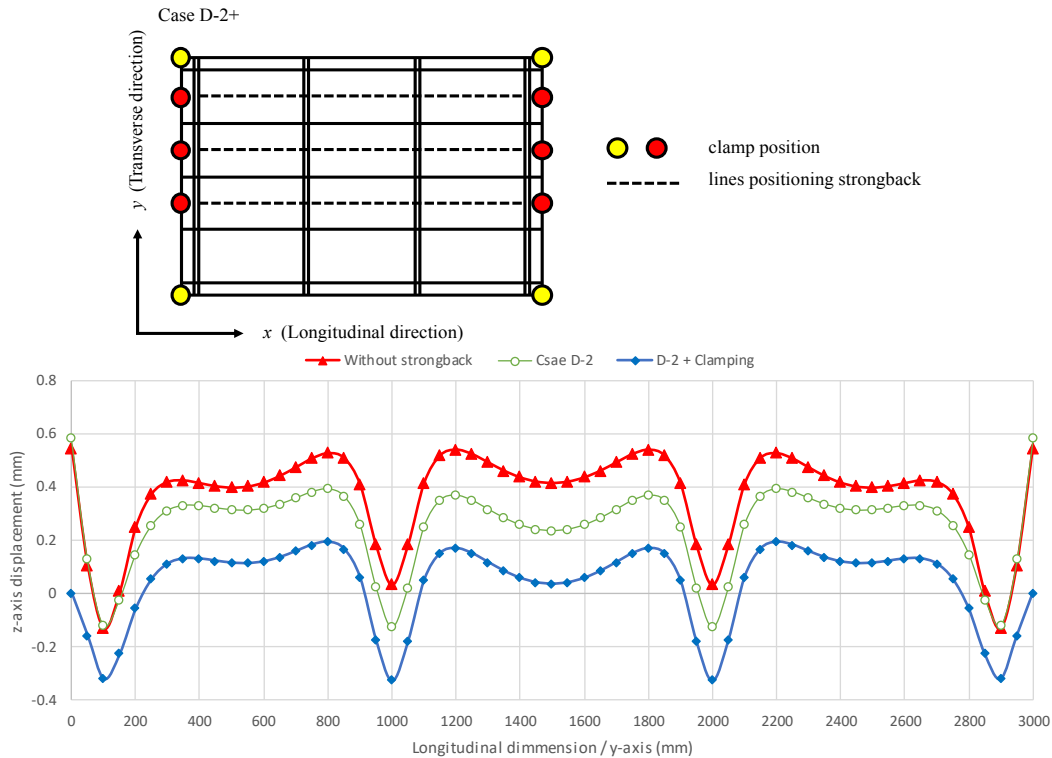 Case D-2+
y (Transverse direction)
x (Longitudinal direction)
clamp position
lines positioning strongback
Without strongback
Csae D-2
D-2 + Clamping
z-axis displacement (mm)
0.8
0.6
0.4
0.2
0
-0.2
-0.4
0 200 400 600 800 1000 1200 1400 1600 1800 2000 2200 2400 2600 2800 3000
Longitudinal dimmension / y-axis (mm)